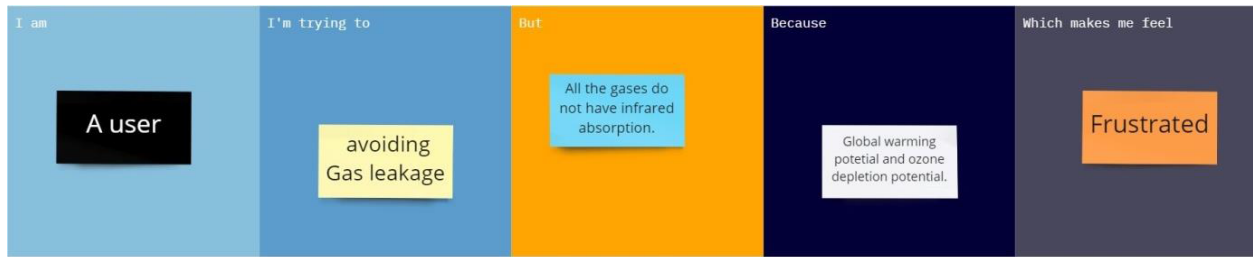 I am
A user
I'm trying to
avoiding
Gas leakage
But
All the gases do
not have infrared
absorption.
Because
Global warming
potetial and ozone
depletion potential.
Which makes me feel
Frustrated